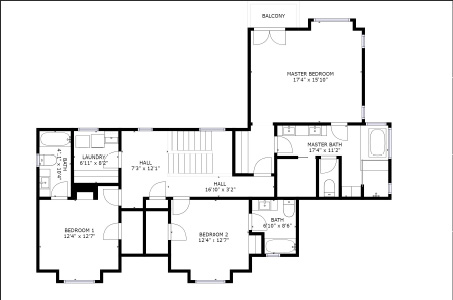 BALCONY
MASTER BEDROOM
17'4" x 15'10"
MASTER BATH
17'4" x 11'2"
BATH
4'11" x 10'4"
LAUNDRY
6'11" x 8'2"
HALL
7'3" x 12'1"
HALL
16'10" x 3'2"
BEDROOM 1
12'4" x 12'7"
BEDROOM 2
12'4" x 12'7"
BATH
6'10" x 8'6"